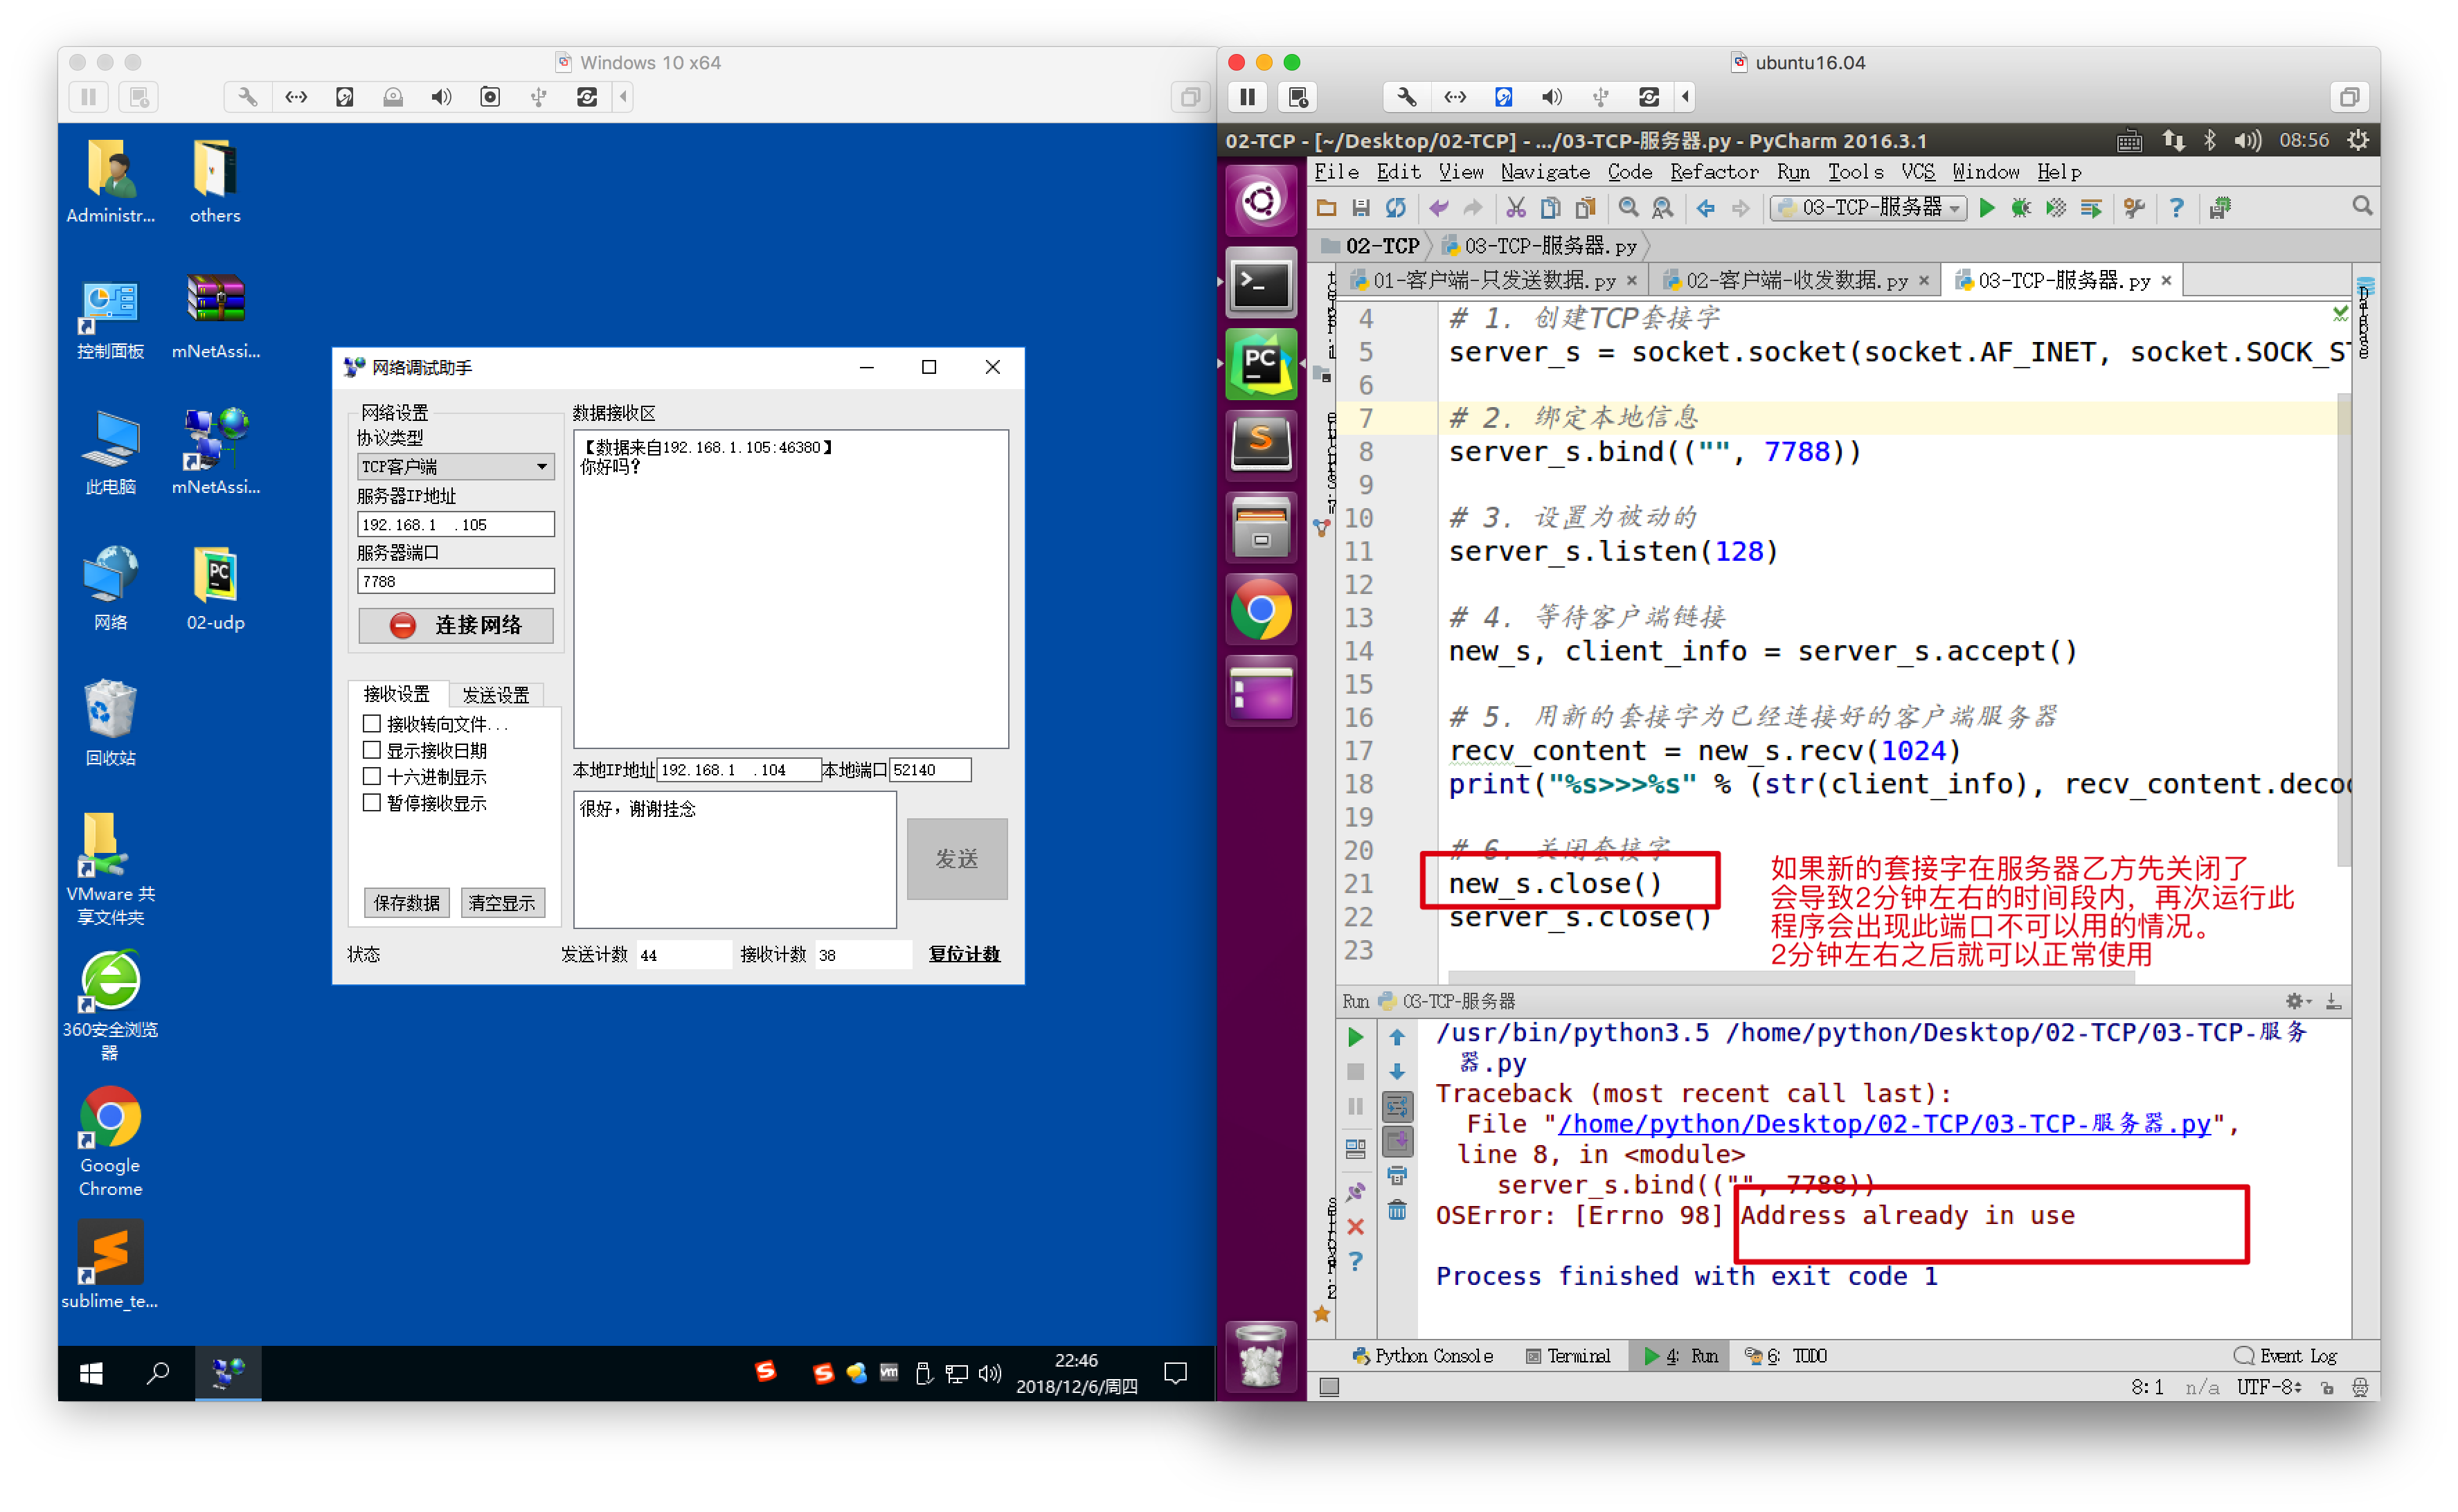 Windows 10 x64
Administr...
others
控制面板
mNetAssi...
此电脑
mNetAssi...
网络
02-udp
回收站
VMware 共
享文件夹
360安全浏览
器
Google
Chrome
sublime_te...
网络调试助手
网络设置
协议类型
TCP客户端
服务器IP地址
192.168.1 .105
服务器端口
7788
连接网络
接收设置
发送设置
接收转向文件...
显示接收日期
十六进制显示
暂停接收显示
保存数据
清空显示
数据接收区
【数据来自192.168.1.105:46380】
你好吗?
本地IP地址 192.168.1 .104 本地端口 52140
很好，谢谢挂念
发送
状态
发送计数 44
接收计数 38
复位计数
22:46
2018/12/6/周四
ubuntu16.04
02-TCP - [~/Desktop/02-TCP] - .../03-TCP-服务器.py - PyCharm 2016.3.1
08:56
File Edit View Navigate Code Refactor Run Tools VCS Window Help
03-TCP-服务器
02-TCP
03-TCP-服务器.py
01-客户端-只发送数据.py
02-客户端-收发数据.py
03-TCP-服务器.py
4 # 1. 创建TCP套接字
5 server_s = socket.socket(socket.AF_INET, socket.SOCK_ST
6
7 # 2. 绑定本地信息
8 server_s.bind(("", 7788))
9
10 # 3. 设置为被动的
11 server_s.listen(128)
12
13 # 4. 等待客户端链接
14 new_s, client_info = server_s.accept()
15
16 # 5. 用新的套接字为已经连接好的客户端服务器
17 recv_content = new_s.recv(1024)
18 print("%s>>>%s" % (str(client_info), recv_content.deco
19
20 # 6. 关闭套接字
21 new_s.close()
22 server_s.close()
23
如果新的套接字在服务器乙方先关闭了
会导致2分钟左右的时间段内，再次运行此
程序会出现此端口不可以用的情况。
2分钟左右之后就可以正常使用
Run 03-TCP-服务器
/usr/bin/python3.5 /home/python/Desktop/02-TCP/03-TCP-服务
器.py
Traceback (most recent call last):
File "/home/python/Desktop/02-TCP/03-TCP-服务器.py",
line 8, in <module>
server_s.bind(("", 7788))
OSError: [Errno 98] Address already in use
Process finished with exit code 1
Python Console
Terminal
4: Run
6: TODO
Event Log
8:1 n/a UTF-8